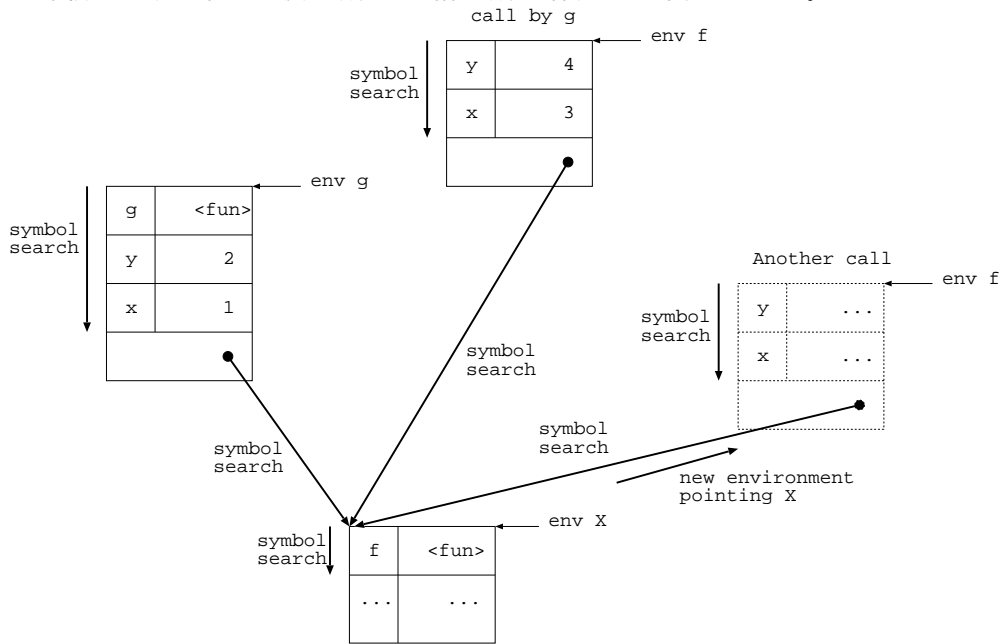 call by g
env f
y 4
x 3
symbol
search
env g
g <fun>
y 2
x 1
symbol
search
Another call
env f
y ...
x ...
symbol
search
symbol
search
symbol
search
symbol
search
new environment
pointing X
env X
f <fun>
... ...
symbol
search